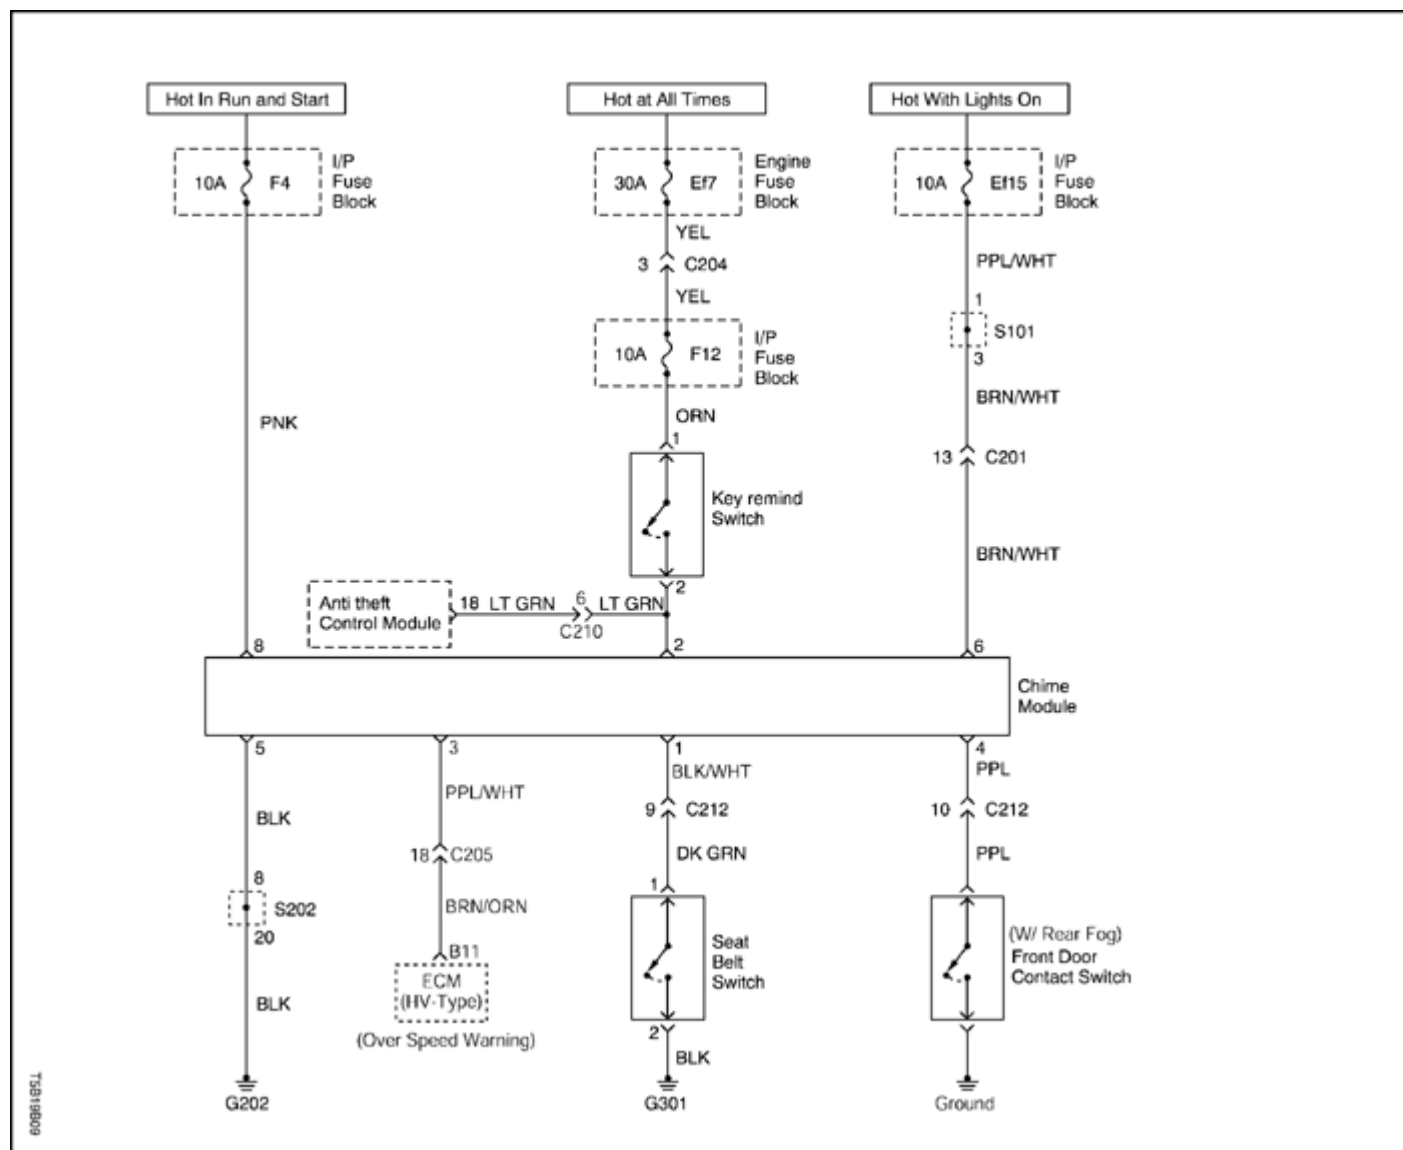 Hot In Run and Start
Hot at All Times
Hot With Lights On
10A F4
I/P
Fuse
Block
30A Ef7
Engine
Fuse
Block
10A Ef15
I/P
Fuse
Block
YEL
3 C204
YEL
10A F12
I/P
Fuse
Block
ORN
1
Key remind
Switch
2
PPL/WHT
1
S101
3
BRN/WHT
13 C201
BRN/WHT
PNK
Anti theft
Control Module
18 LT GRN 6 LT GRN
C210
8
2
6
Chime
Module
5
3
1
4
BLK
8
S202
20
BLK
G202
PPL/WHT
18 C205
BRN/ORN
B11
ECM
(HV-Type)
(Over Speed Warning)
BLK/WHT
9 C212
DK GRN
1
Seat
Belt
Switch
2
BLK
G301
PPL
10 C212
PPL
(W/ Rear Fog)
Front Door
Contact Switch
Ground
T5B19B09